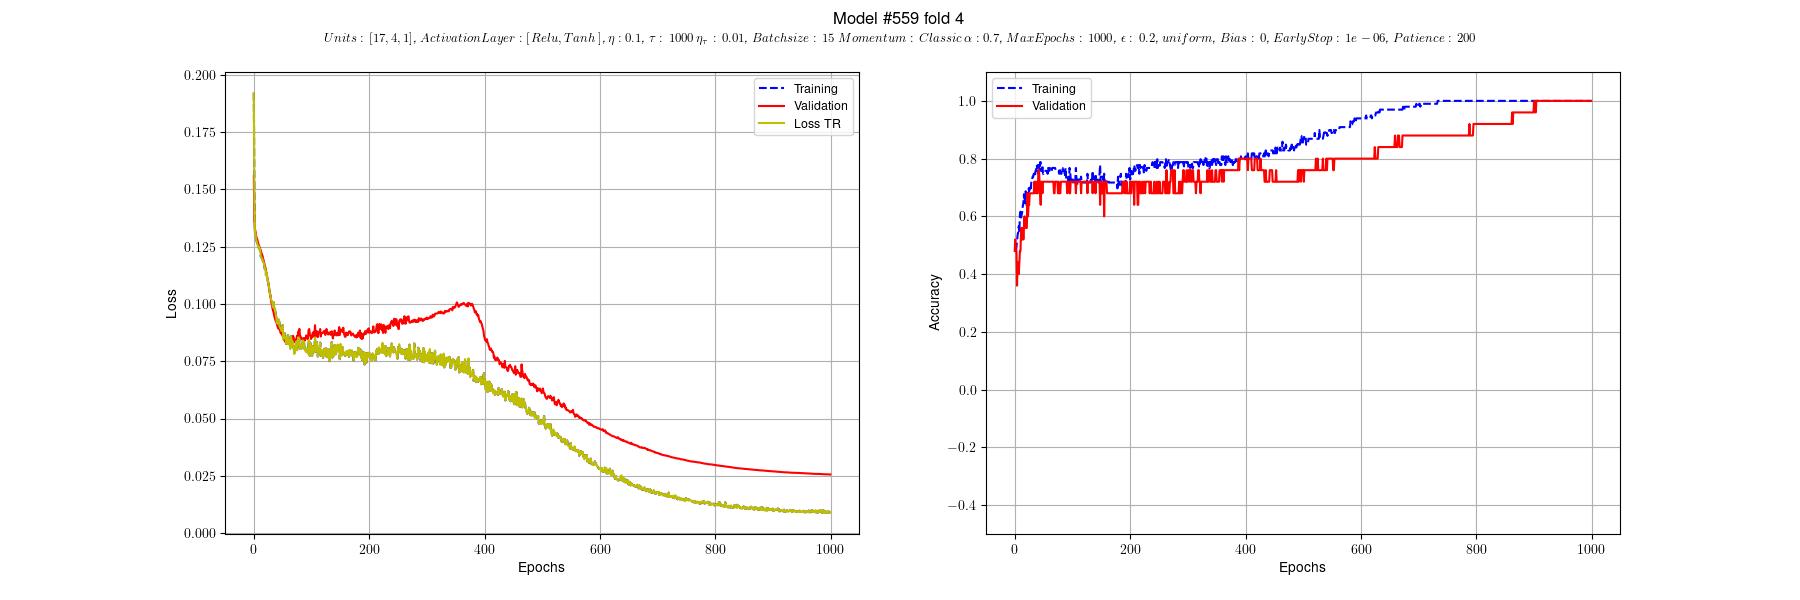 Model #559 fold 4
Units : [17, 4, 1], ActivationLayer : [Relu, Tanh], η : 0.1, τ : 1000 η_τ : 0.01, Batchsize : 15 Momentum : Classic α : 0.7, MaxEpochs : 1000, ϵ : 0.2, uniform, Bias : 0, EarlyStop : 1e − 06, Patience : 200
0.200
0.175
0.150
0.125
0.100
0.075
0.050
0.025
0.000
Loss
0 200 400 600 800 1000
Epochs
Training
Validation
Loss TR
1.0
0.8
0.6
0.4
0.2
0.0
−0.2
−0.4
Accuracy
0 200 400 600 800 1000
Epochs
Training
Validation